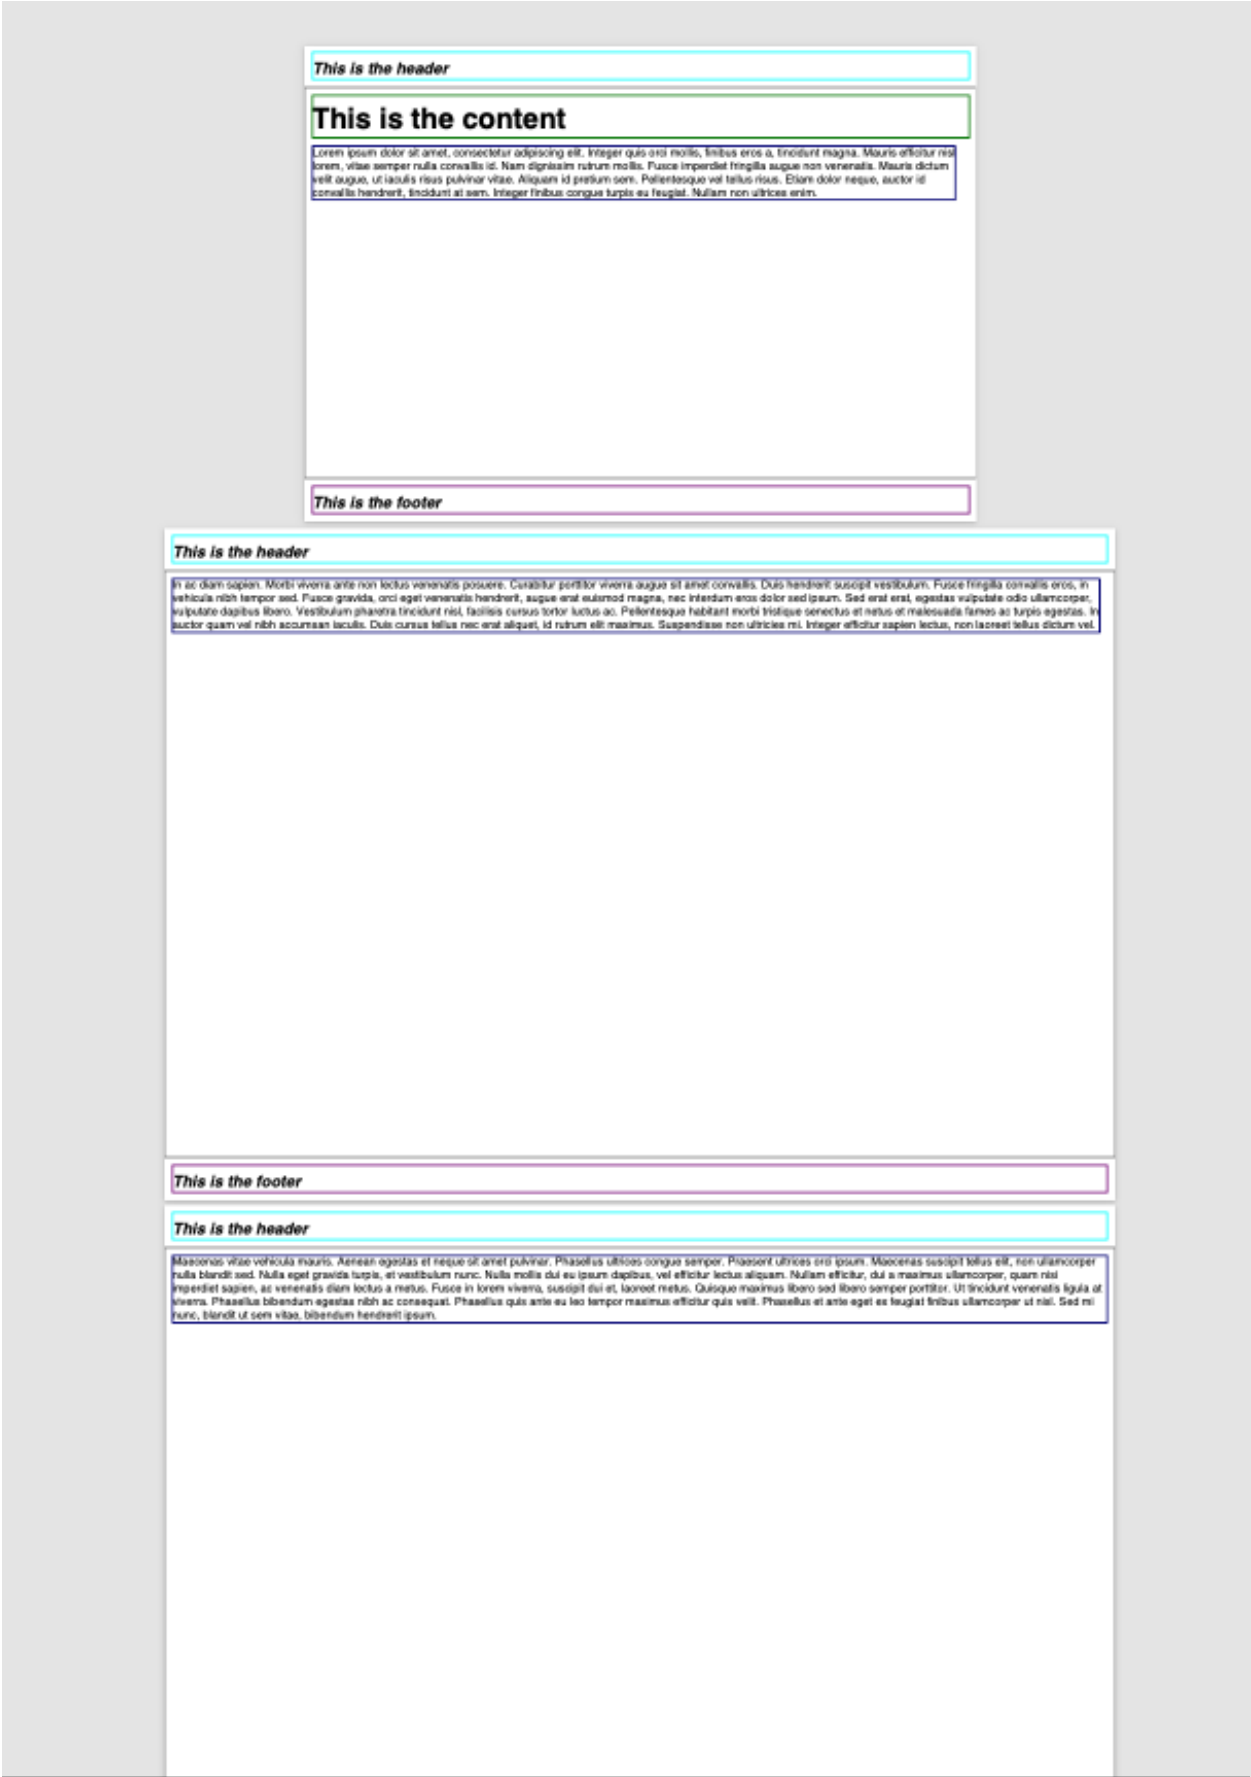 This is the header
This is the content
Lorem ipsum dolor sit amet, consectetur adipiscing elit. Integer quis orci mollis, finibus eros a, tincidunt magna. Mauris efficitur nisl
lorem, vitae semper nulla convallis id. Nam dignissim rutrum mollis. Fusce imperdiet fringilla augue non venenatis. Mauris dictum
velit augue, ut iaculis risus pulvinar vitae. Aliquam id pretium sem. Pellentesque vel tellus risus. Etiam dolor neque, auctor id
convallis hendrerit, tincidunt at sem. Integer finibus congue turpis eu feugiat. Nullam non ultrices enim.
This is the footer
This is the header
In ac diam sapien. Morbi viverra ante non lectus venenatis posuere. Curabitur porttitor viverra augue sit amet convallis. Duis hendrerit suscipit vestibulum. Fusce fringilla convallis eros, in
vehicula nibh tempor sed. Fusce gravida, orci eget venenatis hendrerit, augue erat euismod magna, nec interdum eros dolor sed ipsum. Sed erat erat, egestas vulputate odio ullamcorper,
vulputate dapibus libero. Vestibulum pharetra tincidunt nisl, facilisis cursus tortor luctus ac. Pellentesque habitant morbi tristique senectus et netus et malesuada fames ac turpis egestas. In
auctor quam vel nibh accumsan iaculis. Duis cursus tellus nec erat aliquet, id rutrum elit maximus. Suspendisse non ultricies mi. Integer efficitur sapien lectus, non laoreet tellus dictum vel.
This is the footer
This is the header
Maecenas vitae vehicula mauris. Aenean egestas et neque sit amet pulvinar. Phasellus ultrices congue semper. Praesent ultrices orci ipsum. Maecenas suscipit tellus elit, non ullamcorper
nulla blandit sed. Nulla eget gravida turpis, et vestibulum nunc. Nulla mollis dui eu ipsum dapibus, vel efficitur lectus aliquam. Nullam efficitur, dui a maximus ullamcorper, quam nisi
imperdiet sapien, ac venenatis diam lectus a metus. Fusce in lorem viverra, suscipit dui et, laoreet metus. Quisque maximus libero sed libero semper porttitor. Ut tincidunt venenatis ligula at
viverra. Phasellus bibendum egestas nibh ac consequat. Phasellus quis ante eu leo tempor maximus efficitur quis velit. Phasellus et ante eget ex feugiat finibus ullamcorper ut nisl. Sed mi
nunc, blandit ut sem vitae, bibendum hendrerit ipsum.